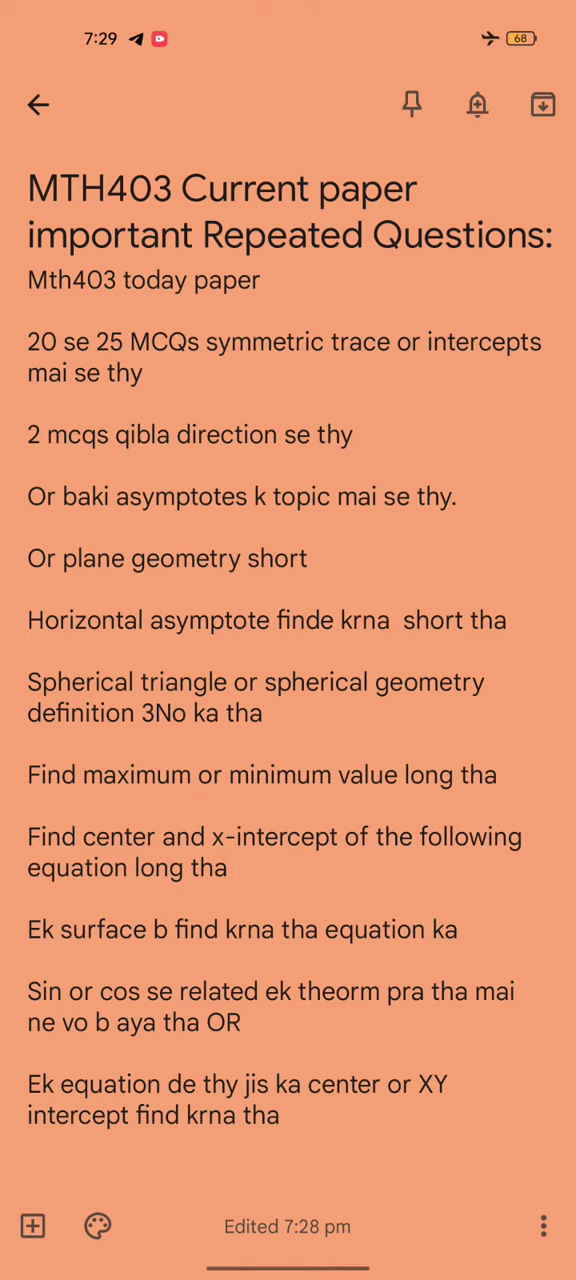 7:29
68
MTH403 Current paper
important Repeated Questions:
Mth403 today paper
20 se 25 MCQs symmetric trace or intercepts
mai se thy
2 mcqs qibla direction se thy
Or baki asymptotes k topic mai se thy.
Or plane geometry short
Horizontal asymptote finde krna  short tha
Spherical triangle or spherical geometry
definition 3No ka tha
Find maximum or minimum value long tha
Find center and x-intercept of the following
equation long tha
Ek surface b find krna tha equation ka
Sin or cos se related ek theorm pra tha mai
ne vo b aya tha OR
Ek equation de thy jis ka center or XY
intercept find krna tha
Edited 7:28 pm